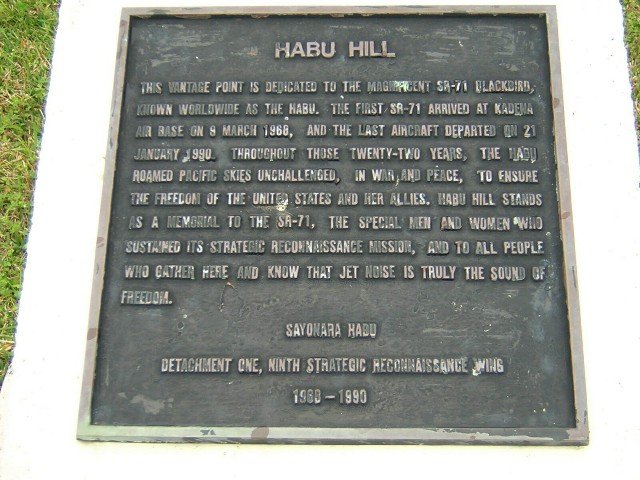 HABU HILL
THIS VANTAGE POINT IS DEDICATED TO THE MAGNIFICENT SR-71 BLACKBIRD,
KNOWN WORLDWIDE AS THE HABU. THE FIRST SR-71 ARRIVED AT KADENA
AIR BASE ON 9 MARCH 1968, AND THE LAST AIRCRAFT DEPARTED ON 21
JANUARY 1990. THROUGHOUT THOSE TWENTY-TWO YEARS, THE HABU
ROAMED PACIFIC SKIES UNCHALLENGED, IN WAR AND PEACE, TO ENSURE
THE FREEDOM OF THE UNITED STATES AND HER ALLIES. HABU HILL STANDS
AS A MEMORIAL TO THE SR-71, THE SPECIAL MEN AND WOMEN WHO
SUSTAINED ITS STRATEGIC RECONNAISSANCE MISSION, AND TO ALL PEOPLE
WHO GATHER HERE AND KNOW THAT JET NOISE IS TRULY THE SOUND OF
FREEDOM.
SAYONARA HABU
DETACHMENT ONE, NINTH STRATEGIC RECONNAISSANCE WING
1968 - 1990